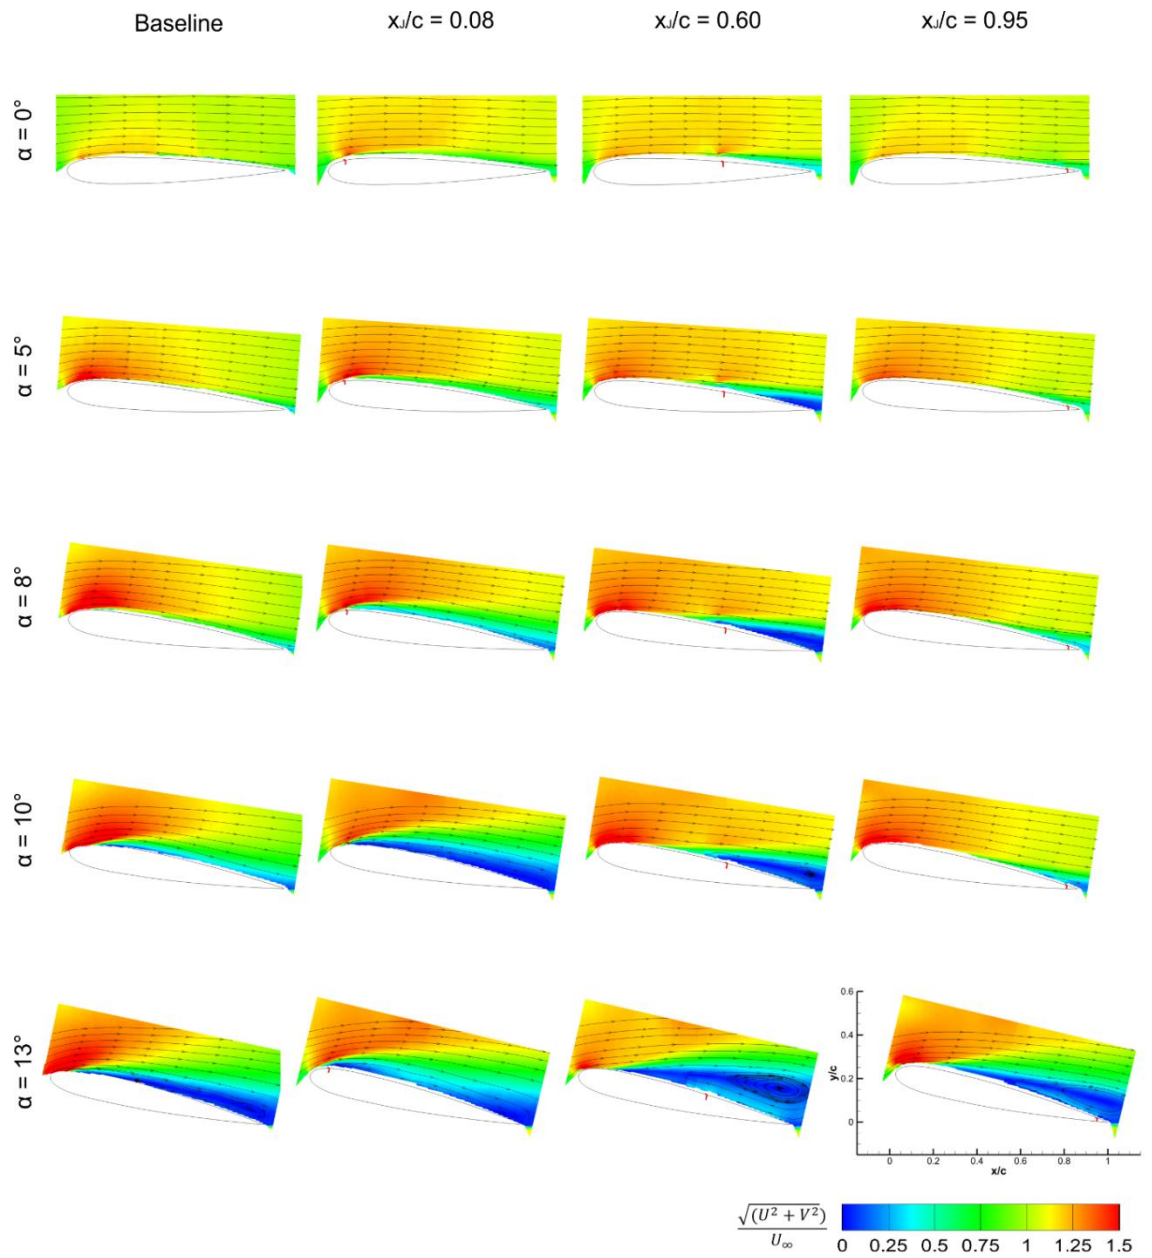 Baseline xJ/c = 0.08 xJ/c = 0.60 xJ/c = 0.95
α = 0°
α = 5°
α = 8°
α = 10°
α = 13°
0.6
0.4
0.2
0
y/c
0 0.2 0.4 0.6 0.8 1
x/c
√(U² + V²)
U∞
0 0.25 0.5 0.75 1 1.25 1.5